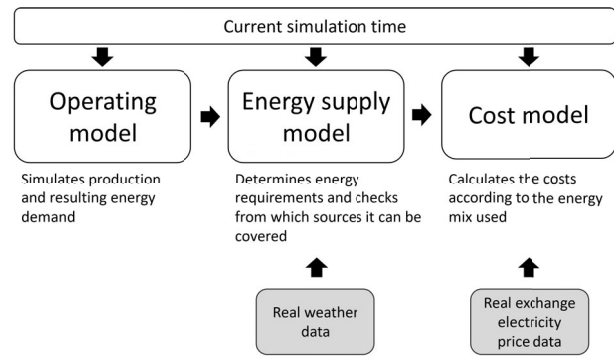 Current simulation time
Operating
model
Energy supply
model
Cost model
Simulates production
and resulting energy
demand
Determines energy
requirements and checks
from which sources it can be
covered
Calculates the costs
according to the energy
mix used
Real weather
data
Real exchange
electricity
price data